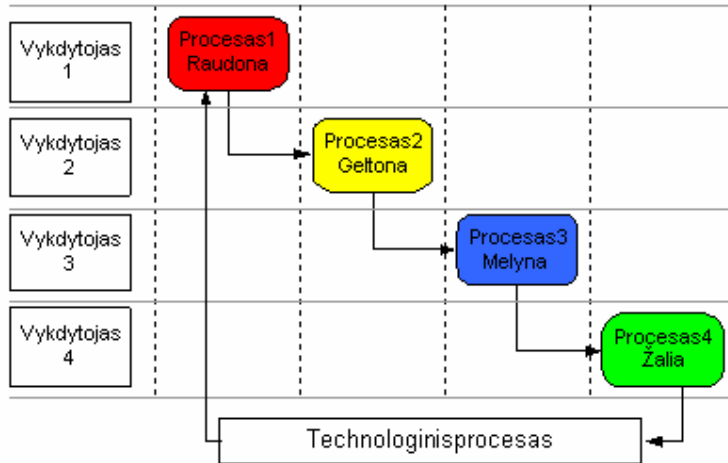 Vykdytojas
1
Procesas1
Raudona
Vykdytojas
2
Procesas2
Geltona
Vykdytojas
3
Procesas3
Melyna
Vykdytojas
4
Procesas4
Žalia
Technologinisprocesas